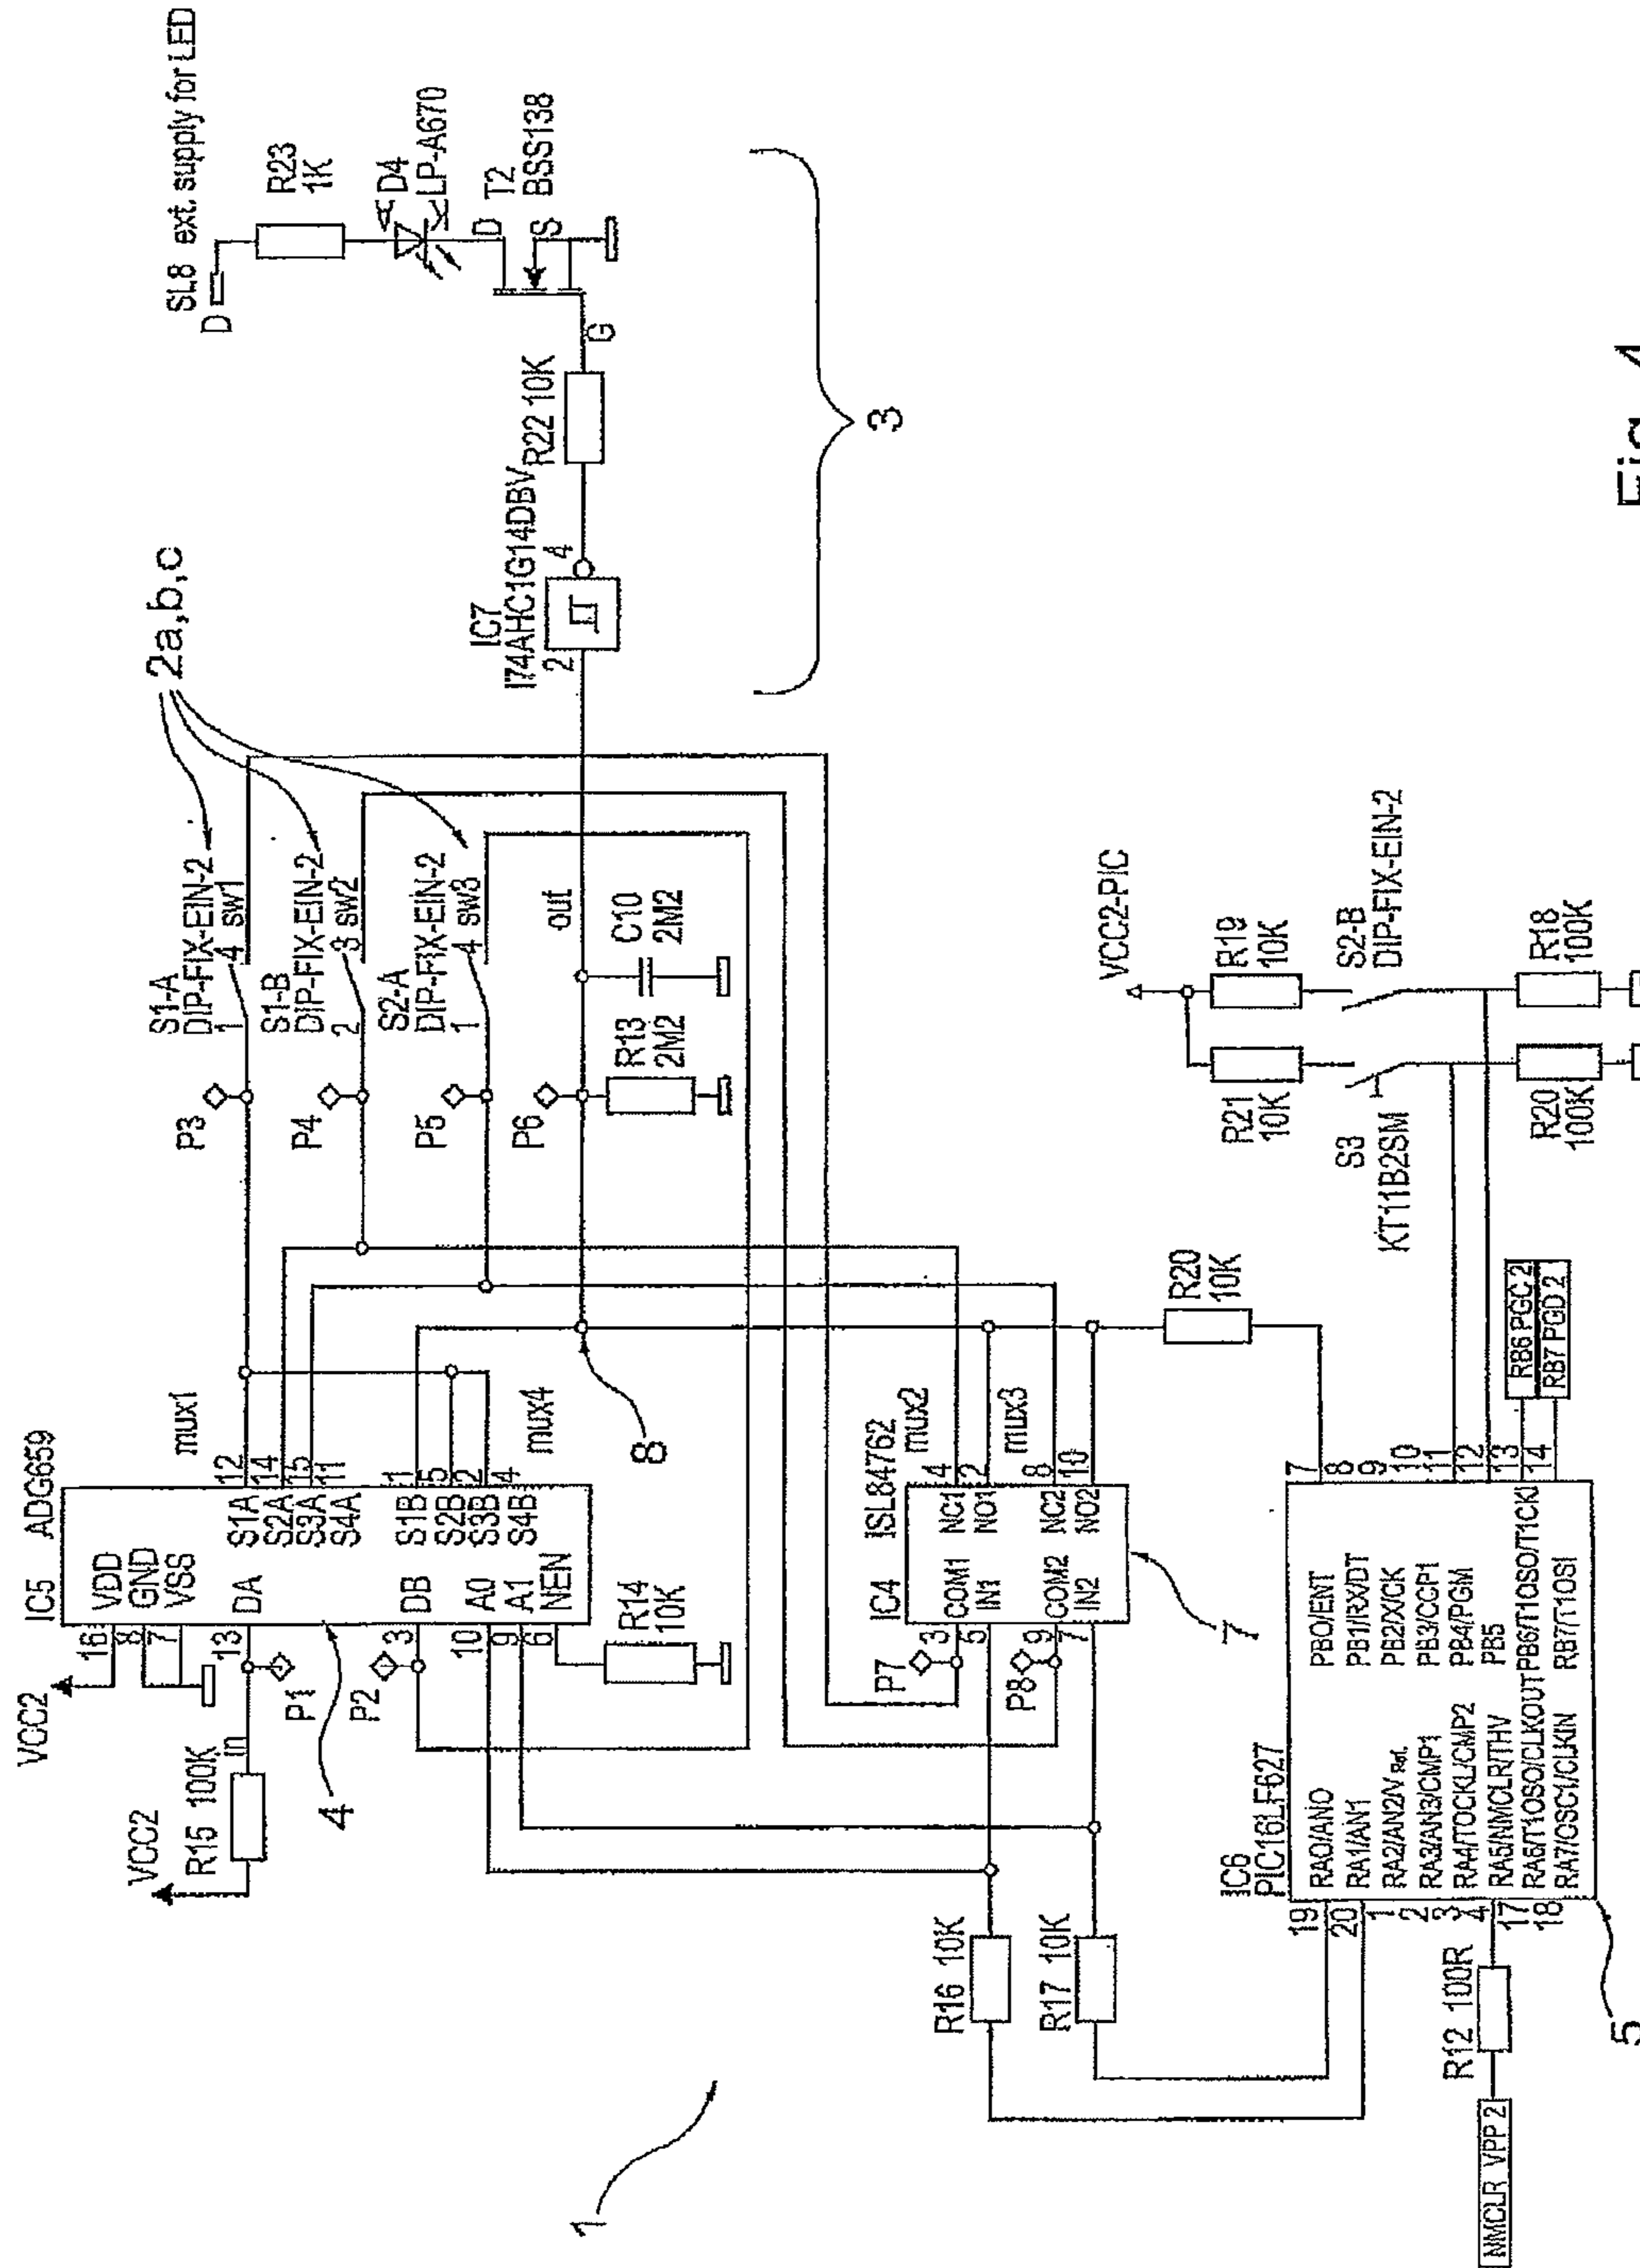 SL8 ext. supply for LED
D
R23
1K
D4
LP-A670
D
T2
BSS138
S
G
R22 10K
IC7
I74AHC1G14DBV
2
4
3
2a,b,c
S1-A
DIP-FIX-EIN-2
1
4 sw1
S1-B
DIP-FIX-EIN-2
2
3 sw2
S2-A
DIP-FIX-EIN-2
1
4 sw3
P3
P4
P5
P6
out
R13
2M2
C10
2M2
VCC2
IC5 ADG659
mux1
16
8
7
13
VDD
GND
VSS
DA
S1A
S2A
S3A
S4A
12
14
15
11
3
10
9
6
DB
A0
A1
NEN
S1B
S2B
S3B
S4B
1
5
2
4
mux4
VCC2
R15 100K
in
P1
P2
4
R14
10K
8
IC4 ISL84762
mux2
mux3
P7
P8
3
5
9
7
COM1
IN1
COM2
IN2
NC1
NO1
NC2
NO2
4
2
8
10
7
R16 10K
R17 10K
R20
10K
IC6
PIC16LF627
19
20
1
2
3
4
17
18
RA0/AN0
RA1/AN1
RA2/AN2/V Ref.
RA3/AN3/CMP1
RA4/TOCKL/CMP2
RA5/NMCLR/THV
RA6/T1OSO/CLKOUT
RA7/OSC1/CLKIN
PBO/ENT
PB1/RX/DT
PB2/X/CK
PB3/CCP1
PB4/PGM
PB5
PB6/T1OSO/T1CKI
RB7/T1OSI
7
8
9
10
11
12
13
14
RB6 PGC 2
RB7 PGD 2
VCC2-PIC
R21
10K
R19
10K
S3
KT11B2SM
S2-B
DIP-FIX-EIN-2
R20
100K
R18
100K
R12 100R
NMCLR VPP 2
5
1